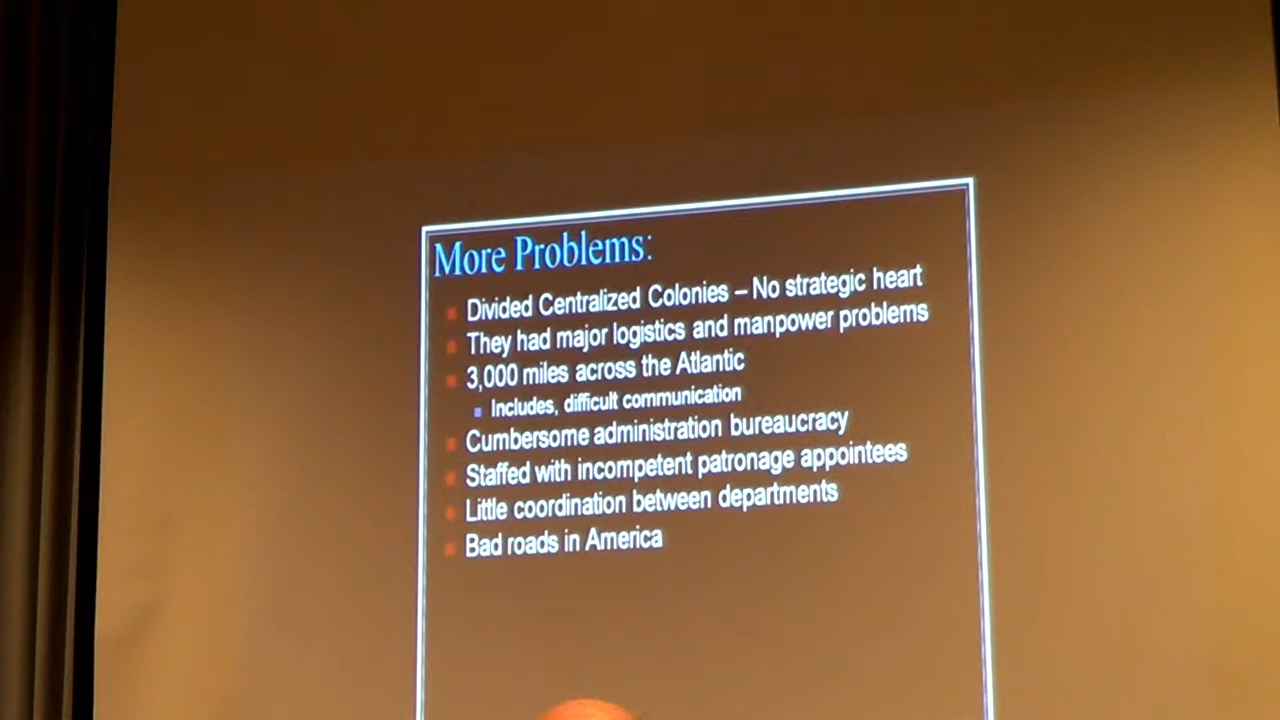 More Problems:
Divided Centralized Colonies – No strategic heart
They had major logistics and manpower problems
3,000 miles across the Atlantic
Includes, difficult communication
Cumbersome administration bureaucracy
Staffed with incompetent patronage appointees
Little coordination between departments
Bad roads in America